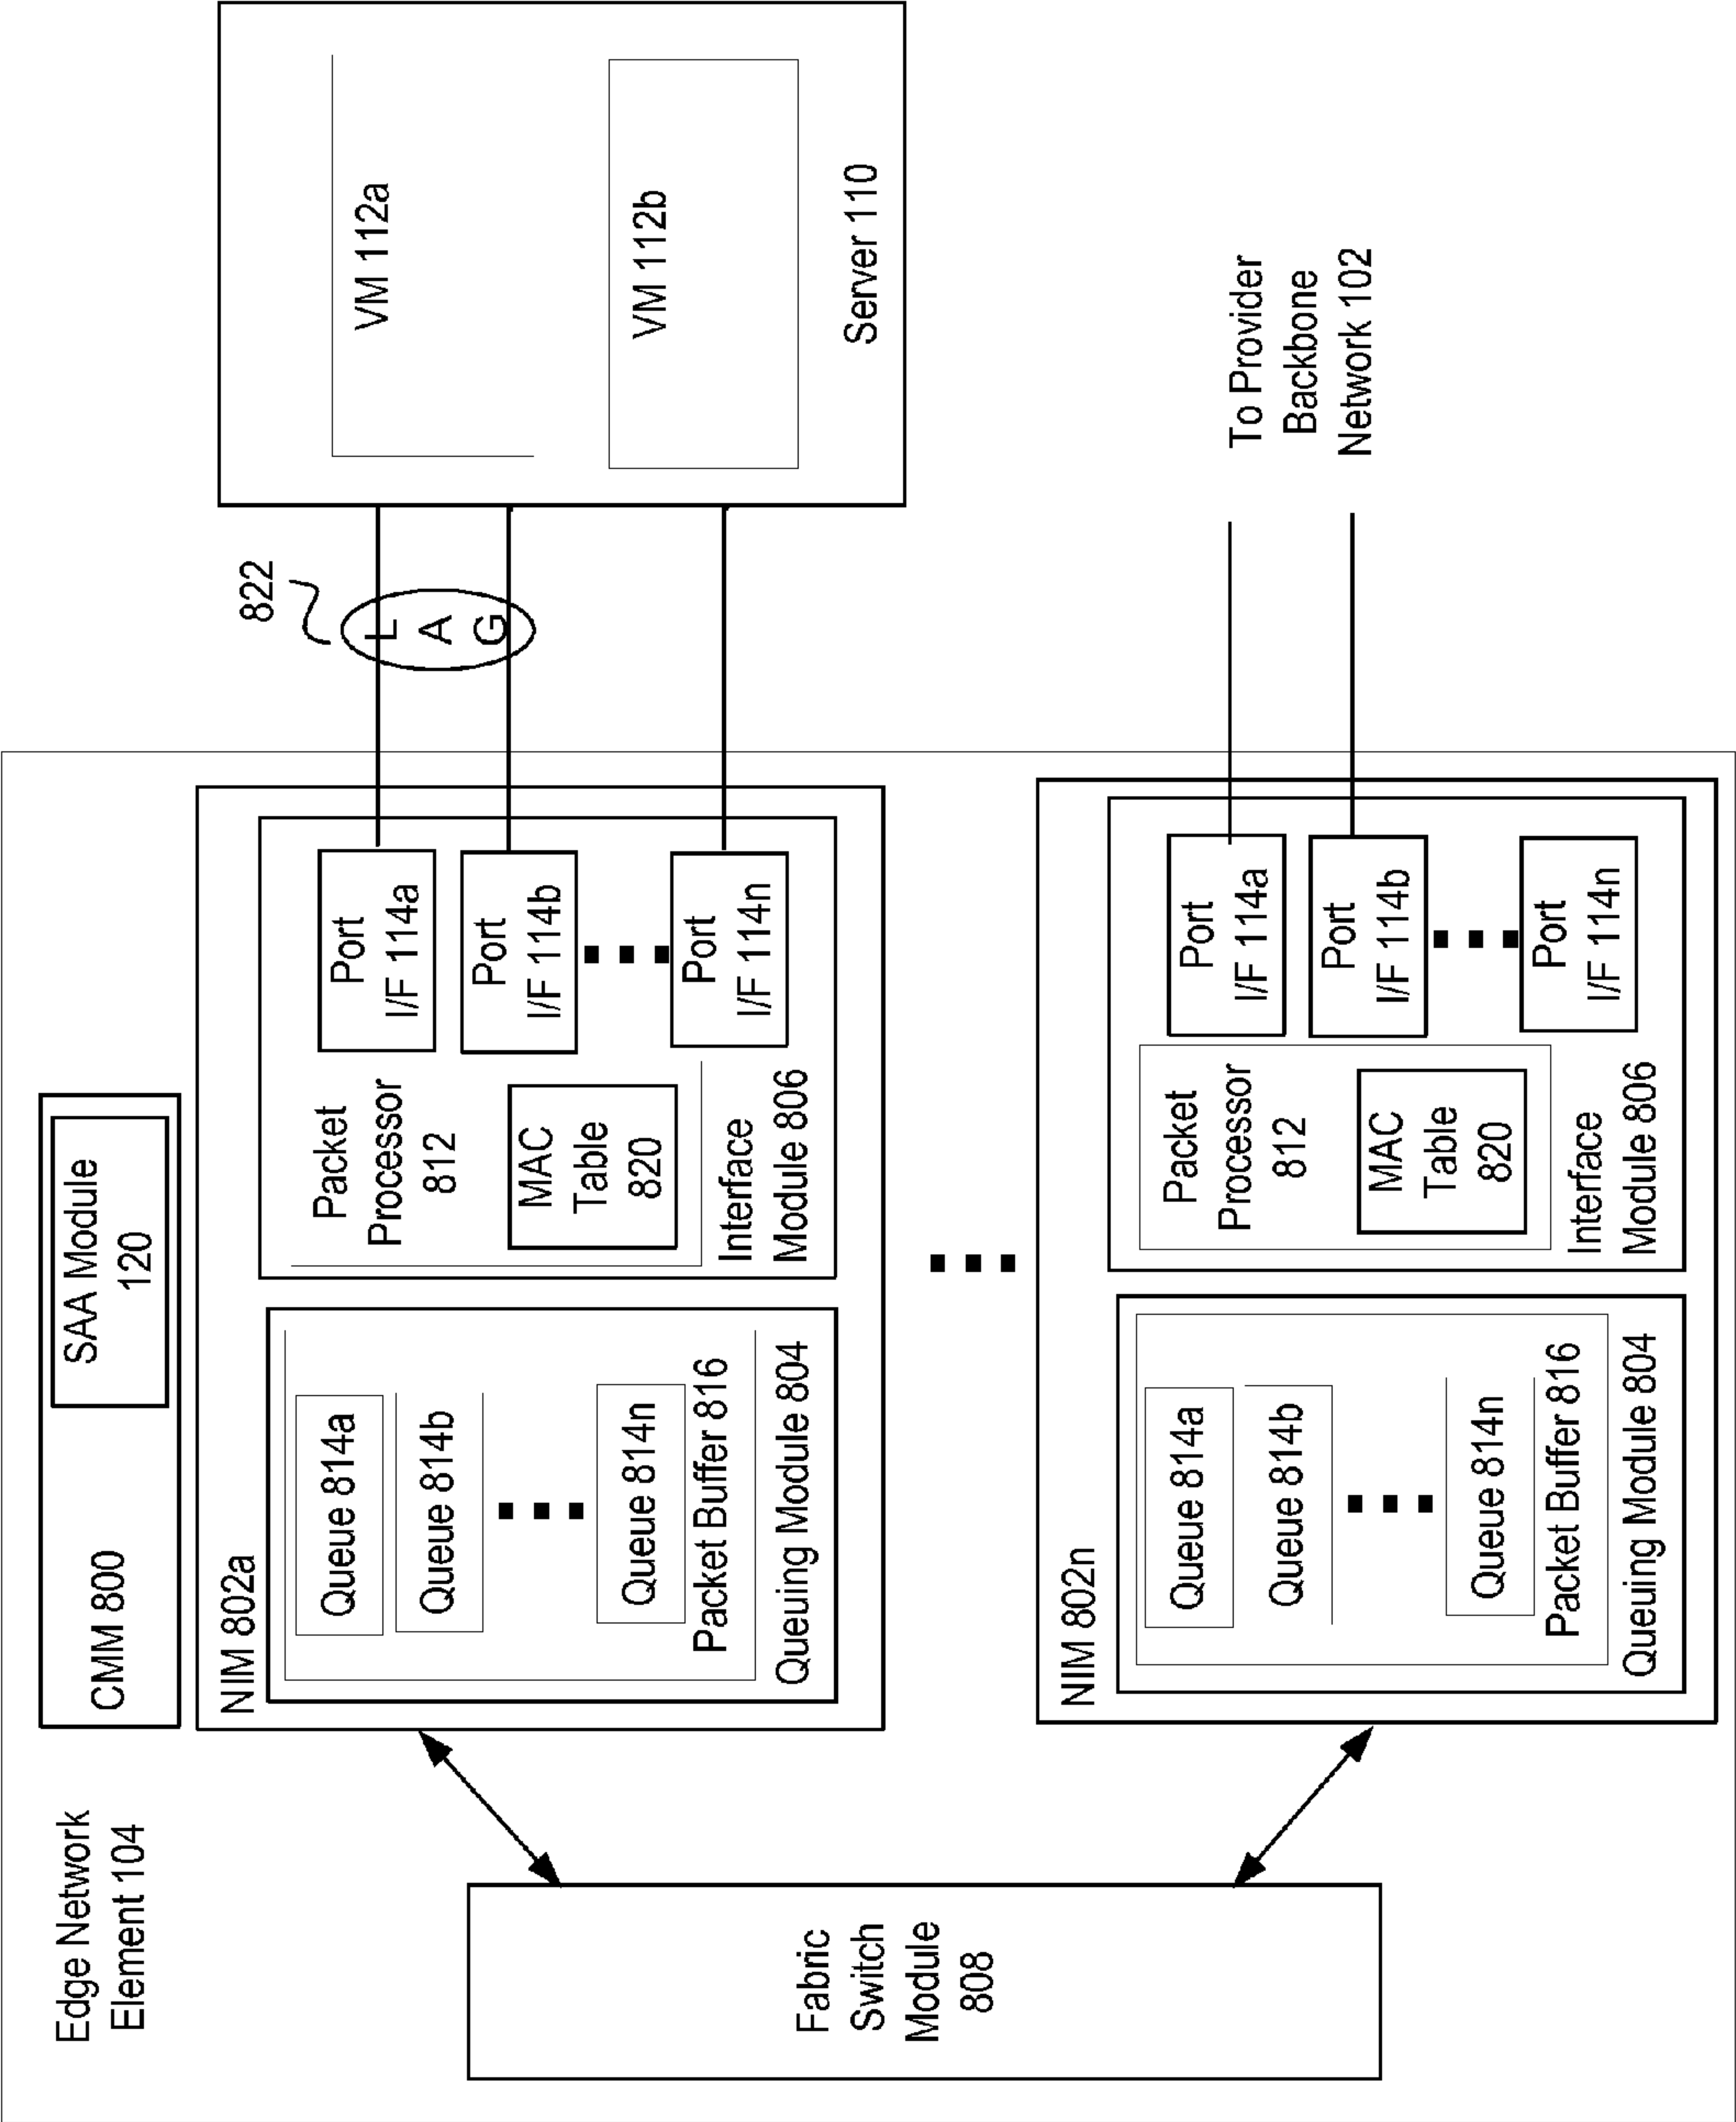 Edge Network
Element 104
CMM 800
SAA Module
120
NIM 802a
Queue 814a
Queue 814b
Queue 814n
Packet Buffer 816
Queuing Module 804
Packet
Processor
812
MAC
Table
820
Interface
Module 806
Port
I/F 114a
Port
I/F 114b
Port
I/F 114n
822
L
A
G
VM 112a
VM 112b
Server 110
Fabric
Switch
Module
808
NIM 802n
Queue 814a
Queue 814b
Queue 814n
Packet Buffer 816
Queuing Module 804
Packet
Processor
812
MAC
Table
820
Interface
Module 806
Port
I/F 114a
Port
I/F 114b
Port
I/F 114n
To Provider
Backbone
Network 102